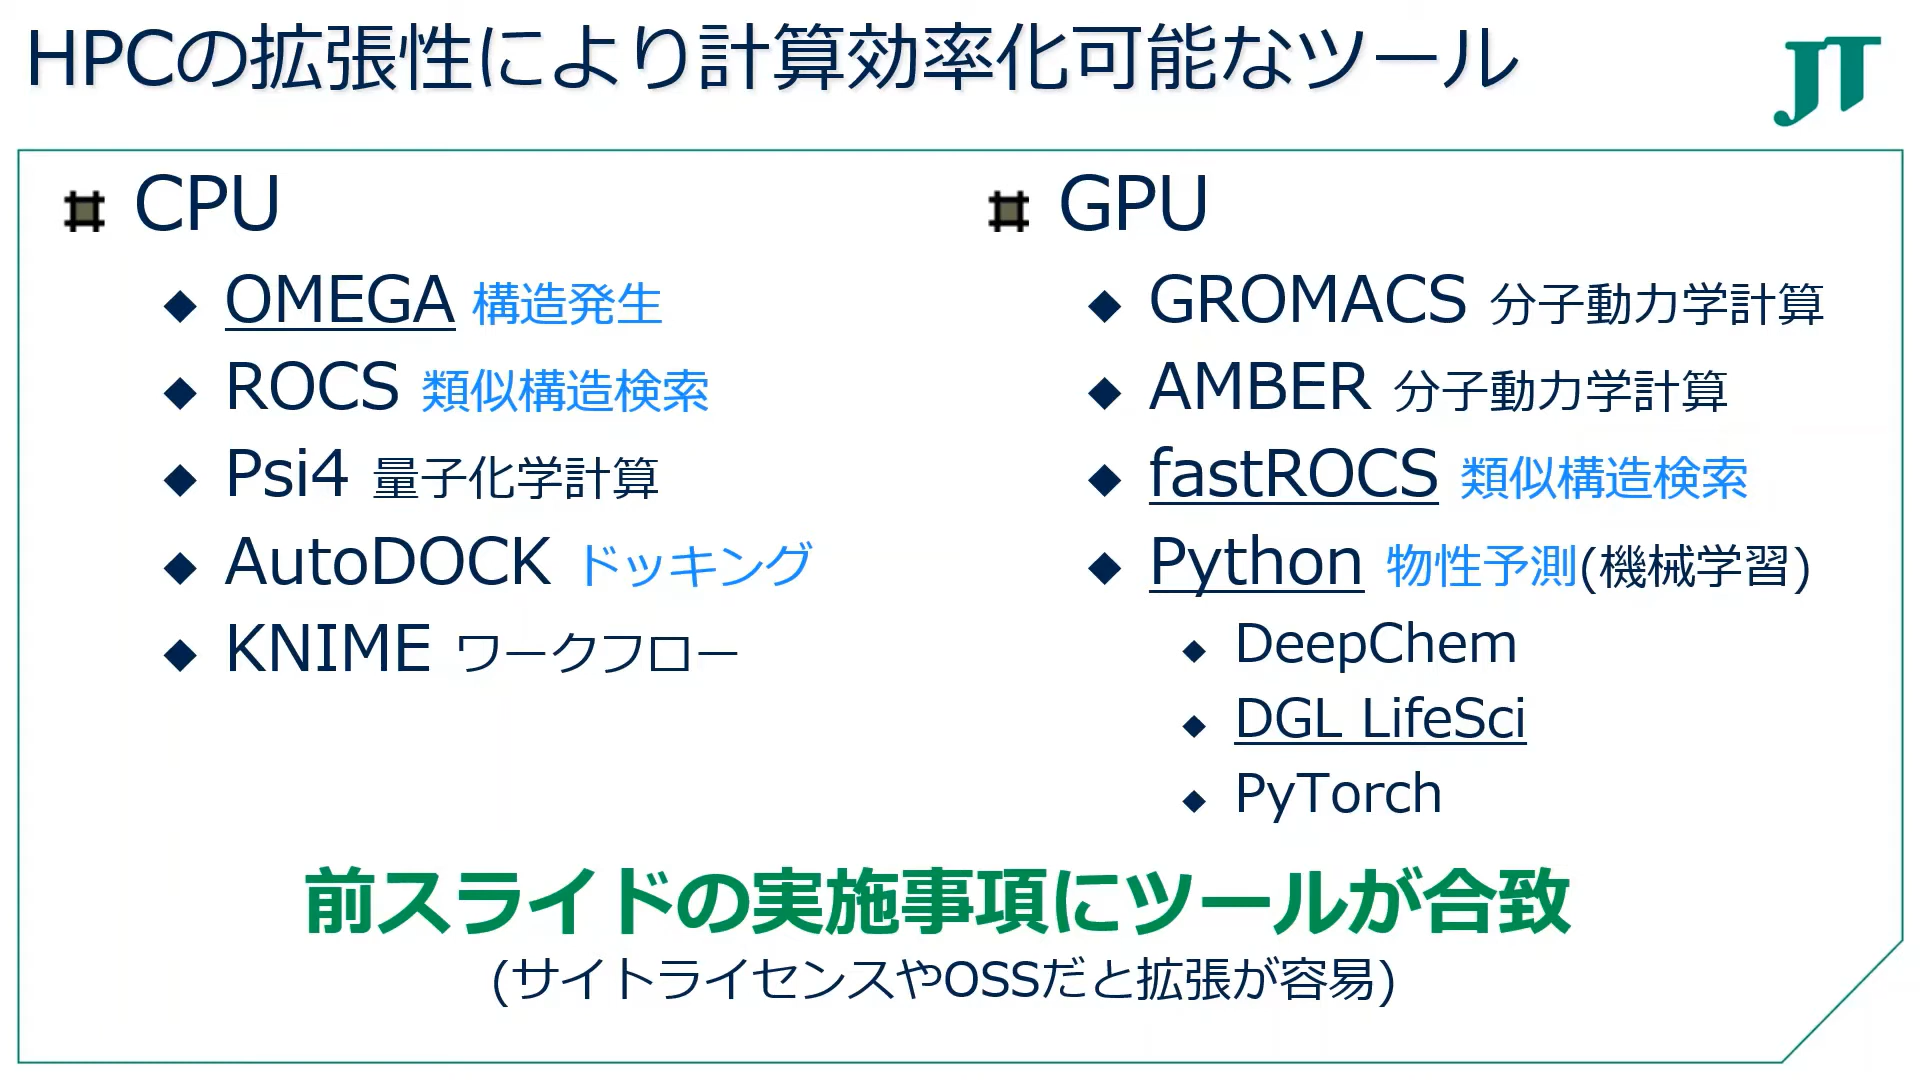 HPCの拡張性により計算効率化可能なツール
JT
CPU
OMEGA 構造発生
ROCS 類似構造検索
Psi4 量子化学計算
AutoDOCK ドッキング
KNIME ワークフロー
GPU
GROMACS 分子動力学計算
AMBER 分子動力学計算
fastROCS 類似構造検索
Python 物性予測(機械学習)
DeepChem
DGL LifeSci
PyTorch
前スライドの実施事項にツールが合致
(サイトライセンスやOSSだと拡張が容易)